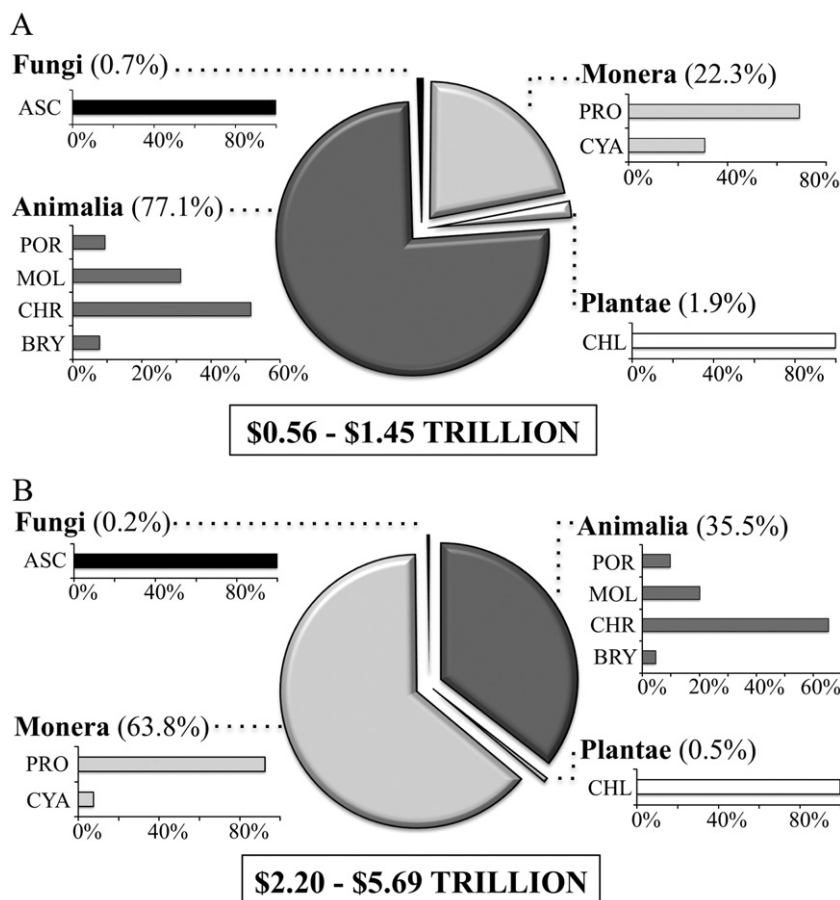 A
Fungi (0.7%)
ASC
0% 40% 80%
Monera (22.3%)
PRO
CYA
0% 40% 80%
Animalia (77.1%)
POR
MOL
CHR
BRY
0% 20% 40% 60%
Plantae (1.9%)
CHL
0% 40% 80%
$0.56 - $1.45 TRILLION
B
Fungi (0.2%)
ASC
0% 40% 80%
Animalia (35.5%)
POR
MOL
CHR
BRY
0% 20% 40% 60%
Monera (63.8%)
PRO
CYA
0% 40% 80%
Plantae (0.5%)
CHL
0% 40% 80%
$2.20 - $5.69 TRILLION